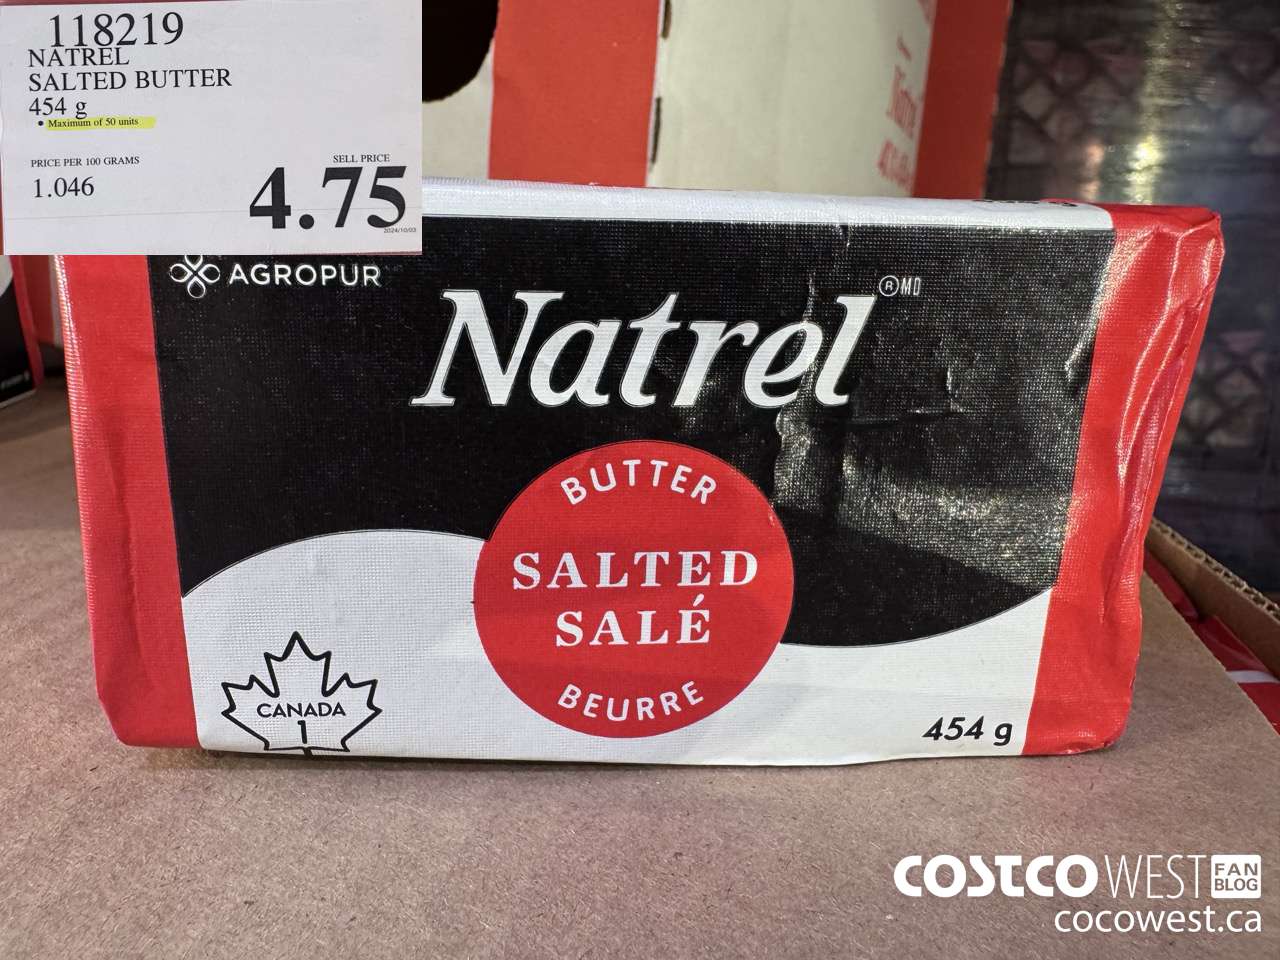 118219
NATREL
SALTED BUTTER
454 g
• Maximum of 50 units
PRICE PER 100 GRAMS
1.046
SELL PRICE
4.75
2024/10/03
AGROPUR
Natrel ®MD
BUTTER
SALTED
SALÉ
BEURRE
CANADA
1
454 g
Natrel
COSTCO WEST FAN BLOG
cocowest.ca